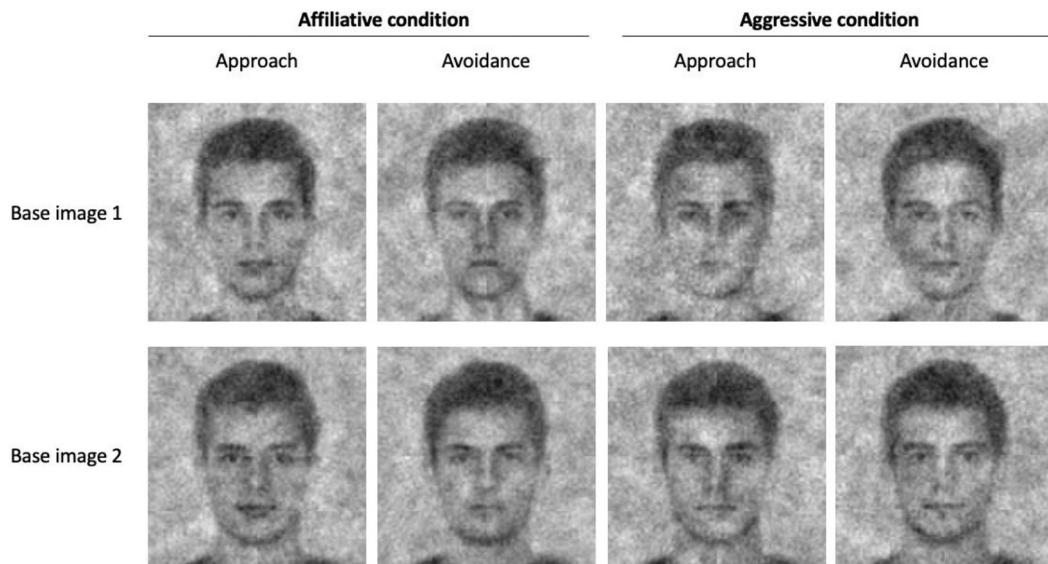 Affiliative condition Aggressive condition
Approach Avoidance Approach Avoidance
Base image 1
Base image 2